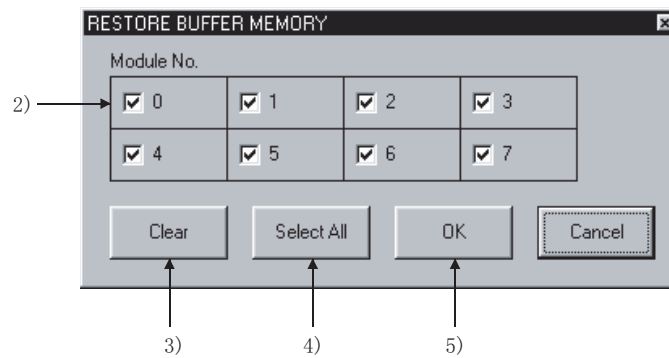 RESTORE BUFFER MEMORY
Module No.
2) 0 1 2 3
4 5 6 7
Clear Select All OK Cancel
3) 4) 5)